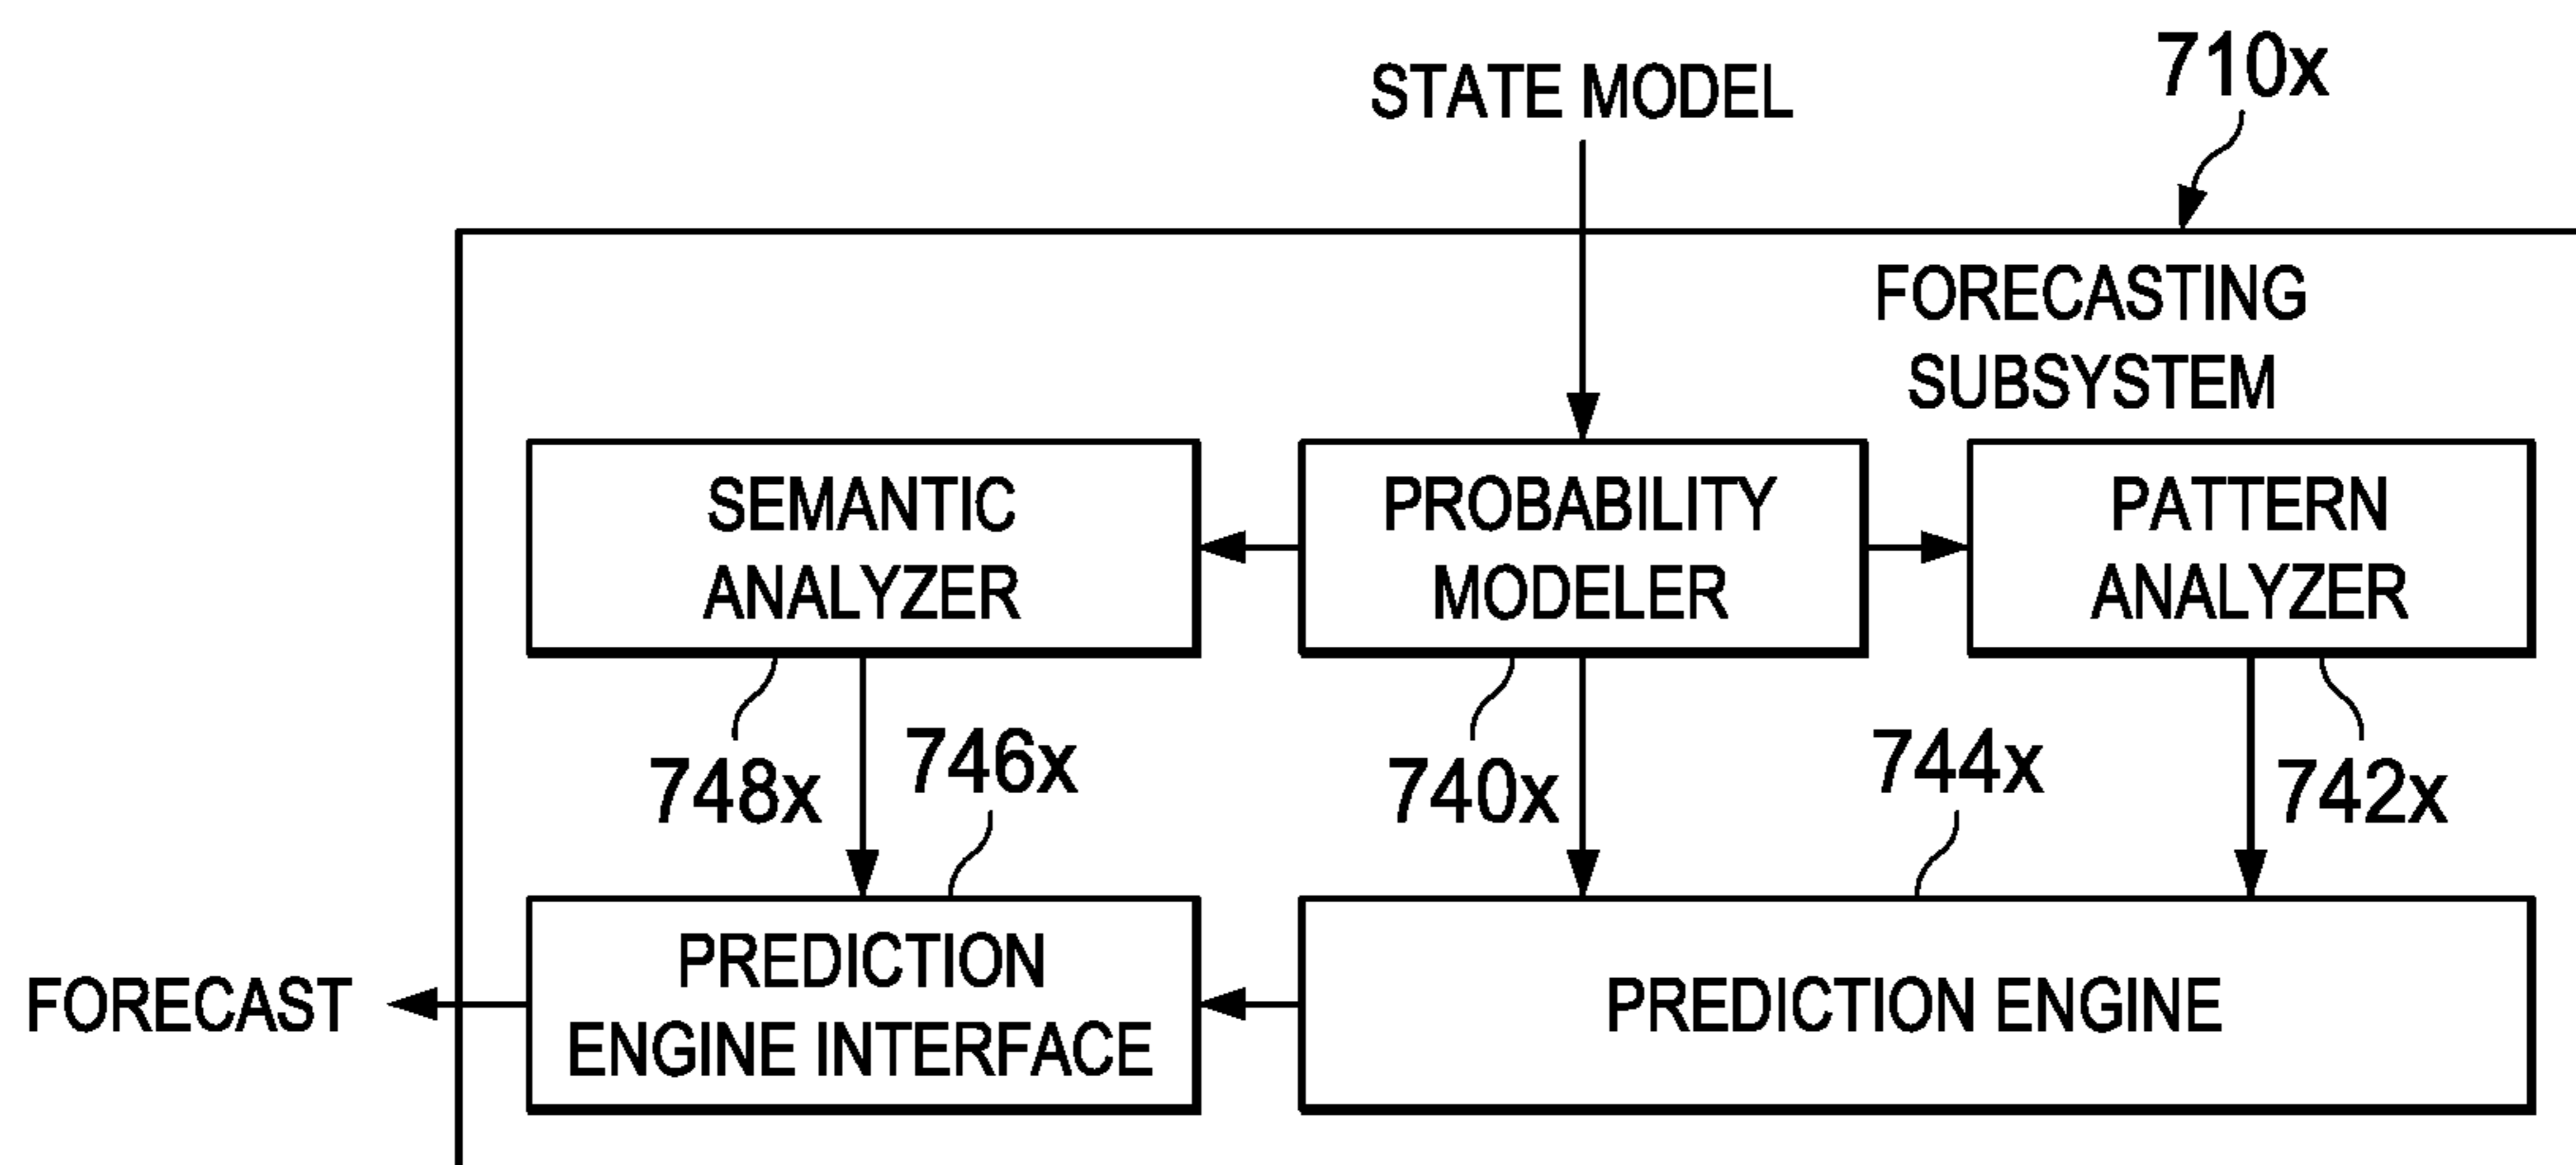 710x
STATE MODEL
FORECASTING
SUBSYSTEM
SEMANTIC
ANALYZER
PROBABILITY
MODELER
PATTERN
ANALYZER
748x
746x
740x
744x
742x
FORECAST
PREDICTION
ENGINE INTERFACE
PREDICTION ENGINE